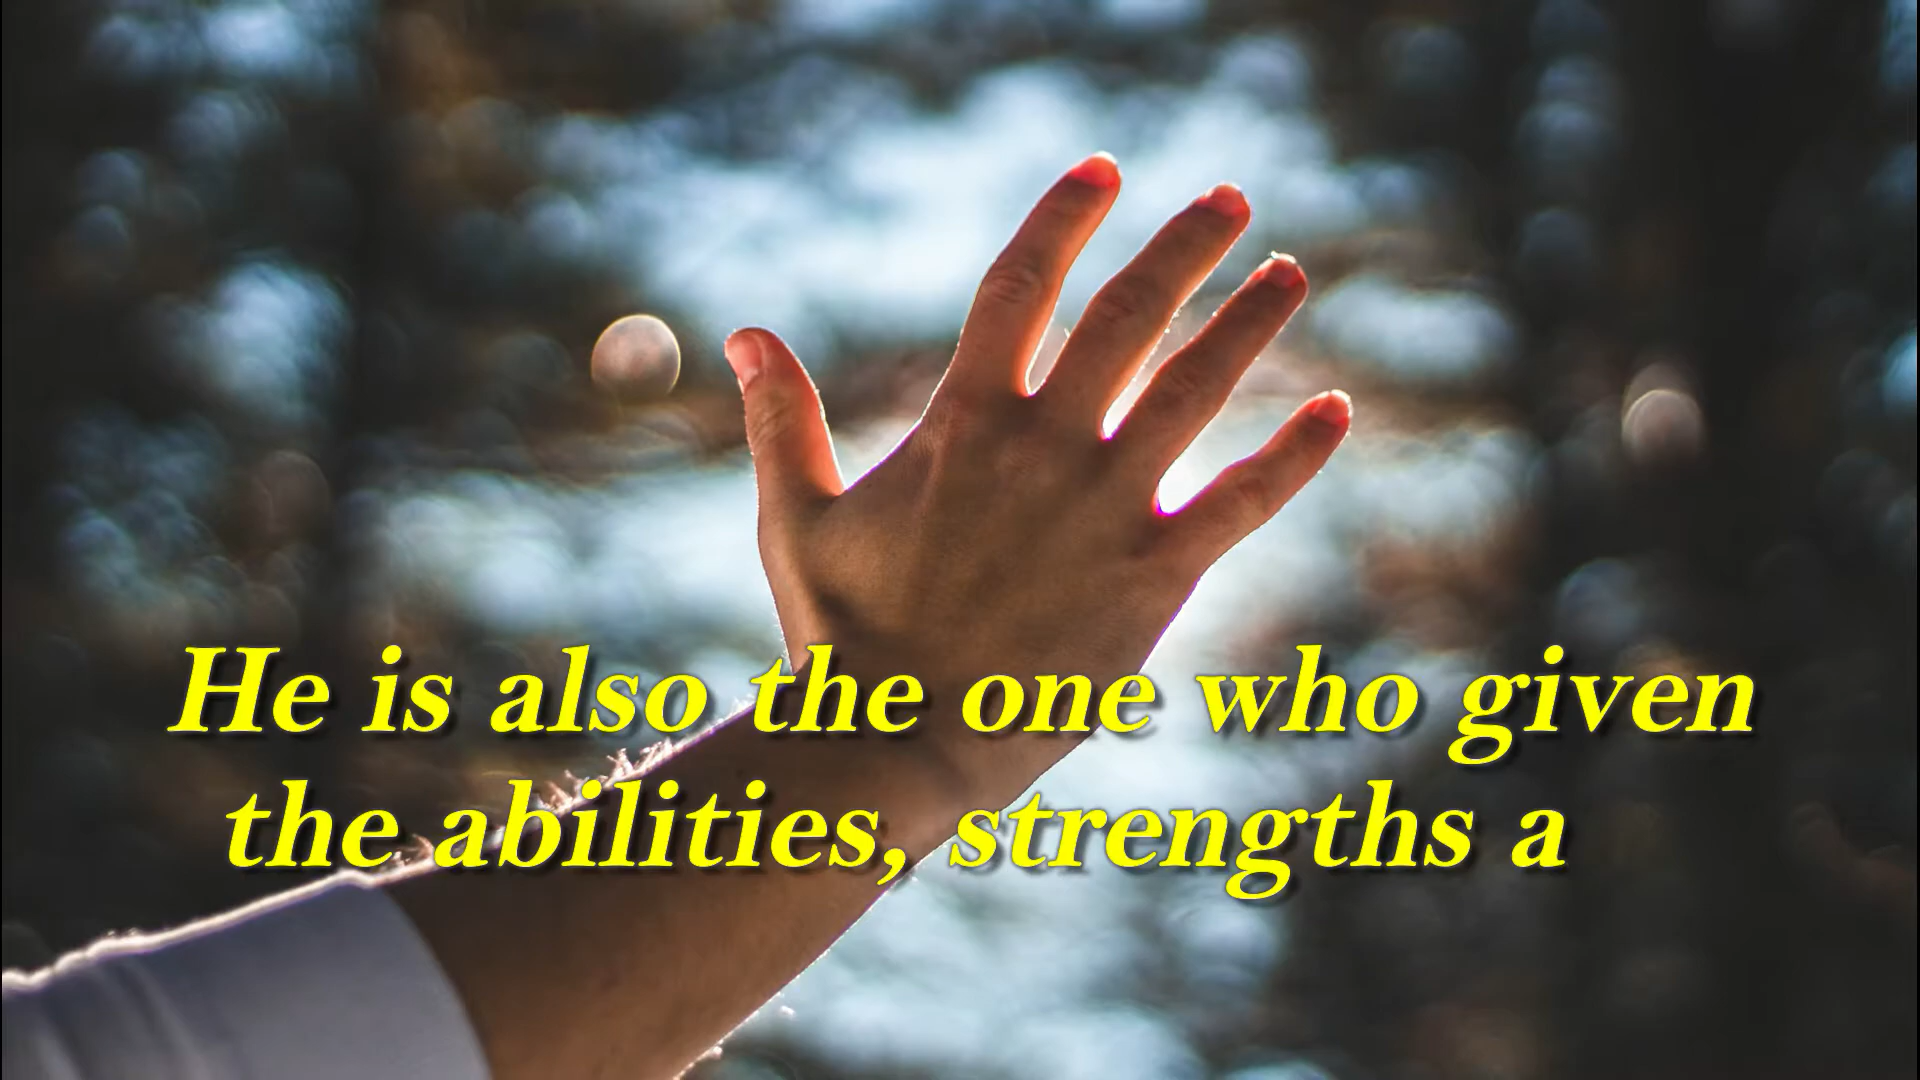 He is also the one who given
the abilities, strengths a